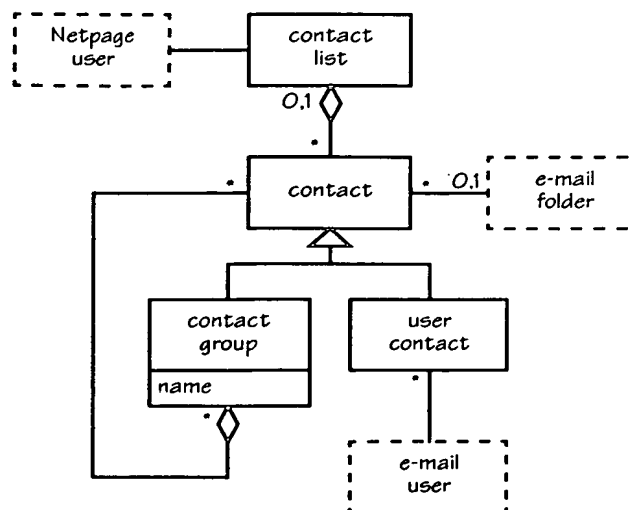 Netpage
user
contact
list
0,1
*
*
contact
*
0,1
e-mail
folder
contact
group
name
*
user
contact
*
e-mail
user